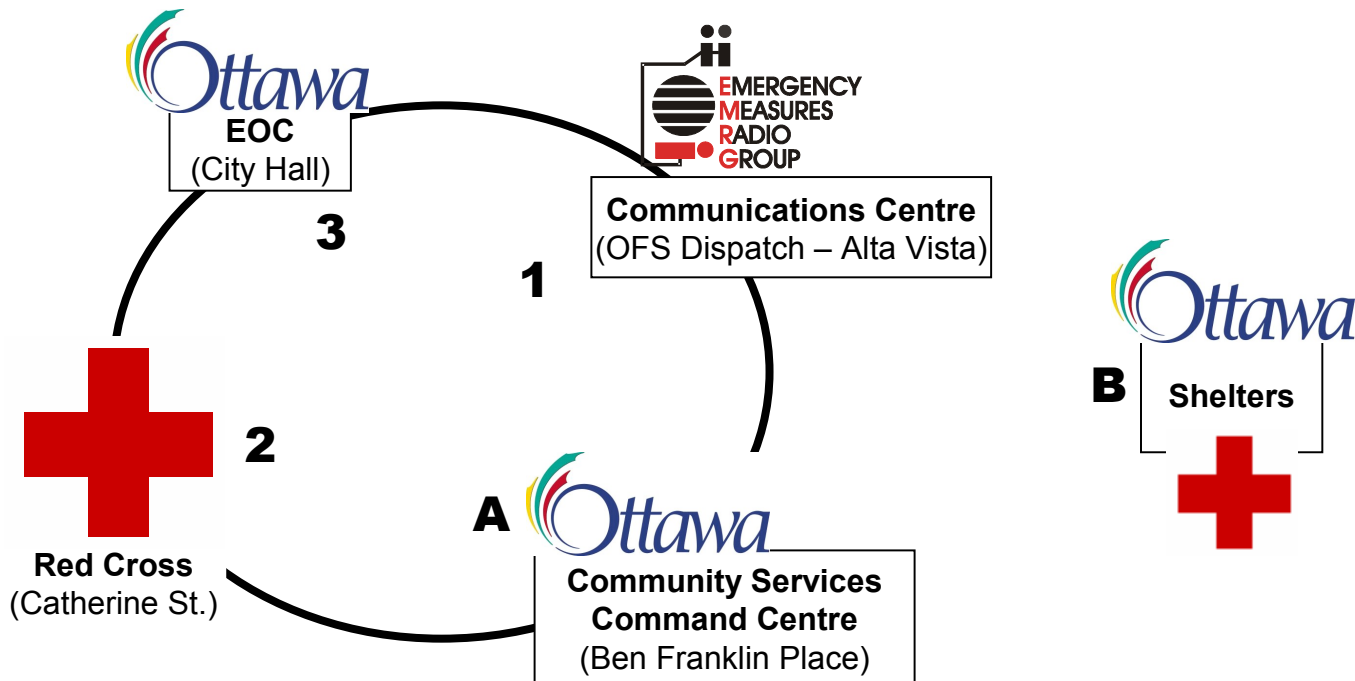 Ottawa
EOC
(City Hall)
EMERGENCY
MEASURES
RADIO
GROUP
Communications Centre
(OFS Dispatch – Alta Vista)
3
1
Ottawa
B
Shelters
2
Red Cross
(Catherine St.)
A
Ottawa
Community Services
Command Centre
(Ben Franklin Place)